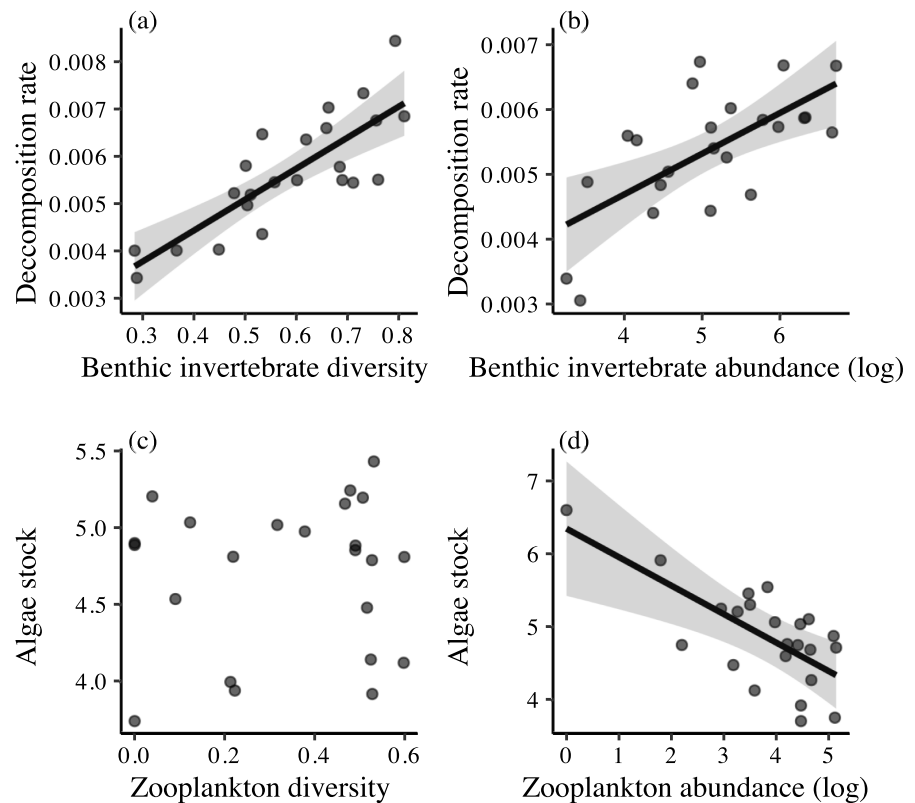 (a)
Deccomposition rate
0.008
0.007
0.006
0.005
0.004
0.003
0.3 0.4 0.5 0.6 0.7 0.8
Benthic invertebrate diversity
(b)
Decomposition rate
0.007
0.006
0.005
0.004
0.003
4 5 6
Benthic invertebrate abundance (log)
(c)
Algae stock
5.5
5.0
4.5
4.0
0.0 0.2 0.4 0.6
Zooplankton diversity
(d)
Algae stock
7
6
5
4
0 1 2 3 4 5
Zooplankton abundance (log)